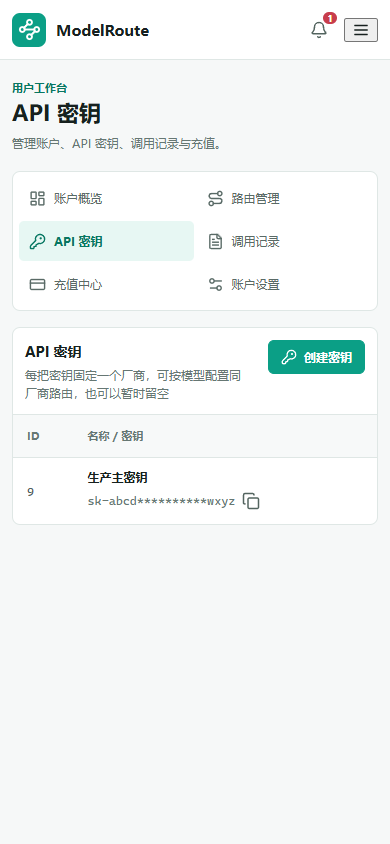 ModelRoute
1
用户工作台
API 密钥
管理账户、API 密钥、调用记录与充值。
账户概览
路由管理
API 密钥
调用记录
充值中心
账户设置
API 密钥
每把密钥固定一个厂商，可按模型配置同
厂商路由，也可以暂时留空
创建密钥
ID
名称 / 密钥
生产主密钥
9
sk-abcd**********wxyz